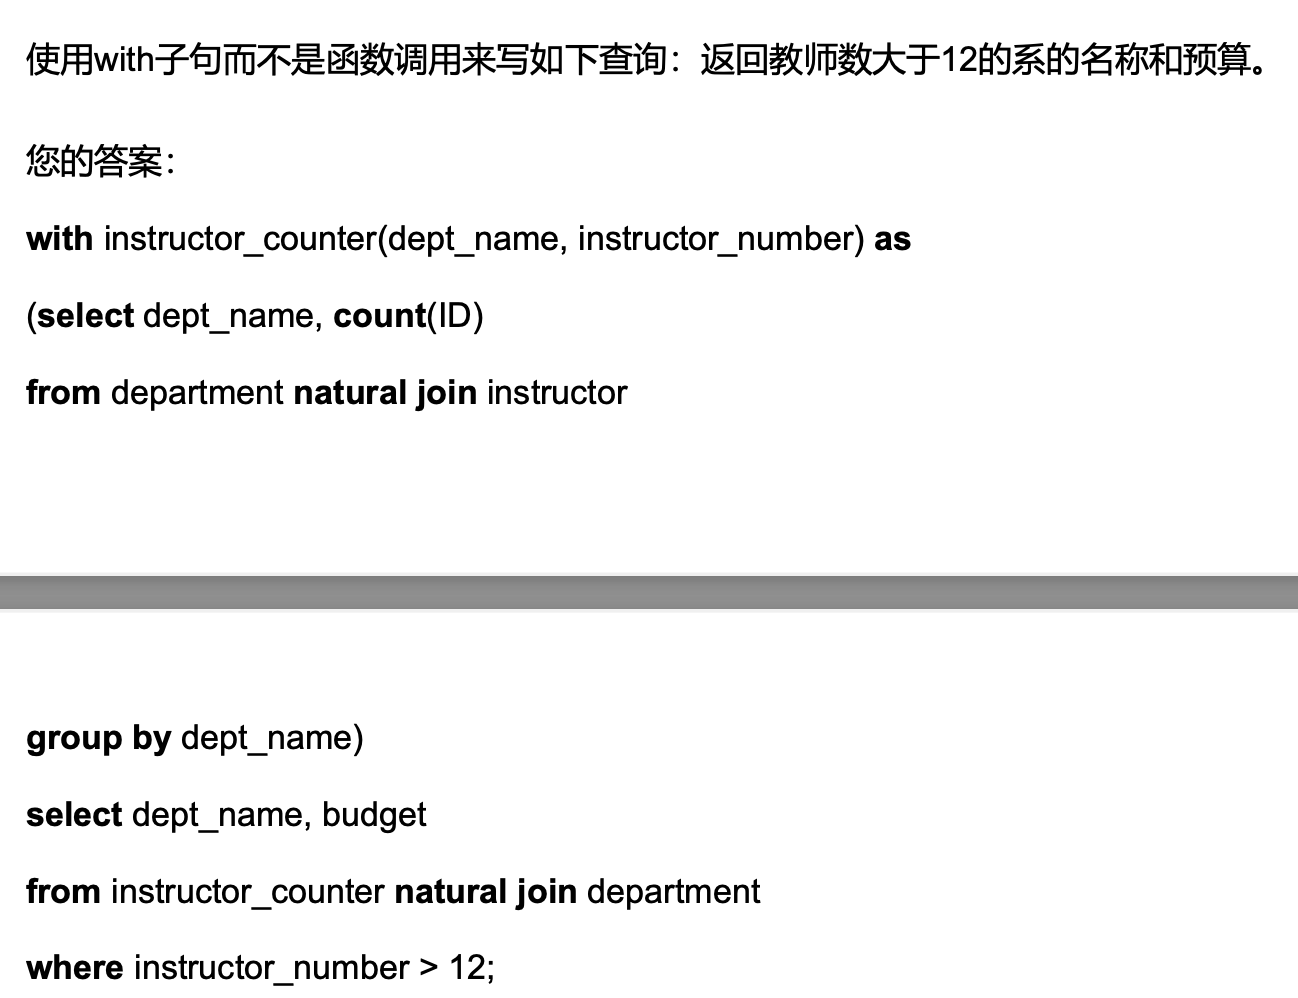 使用with子句而不是函数调用来写如下查询：返回教师数大于12的系的名称和预算。
您的答案：
with instructor_counter(dept_name, instructor_number) as
(select dept_name, count(ID)
from department natural join instructor
group by dept_name)
select dept_name, budget
from instructor_counter natural join department
where instructor_number > 12;